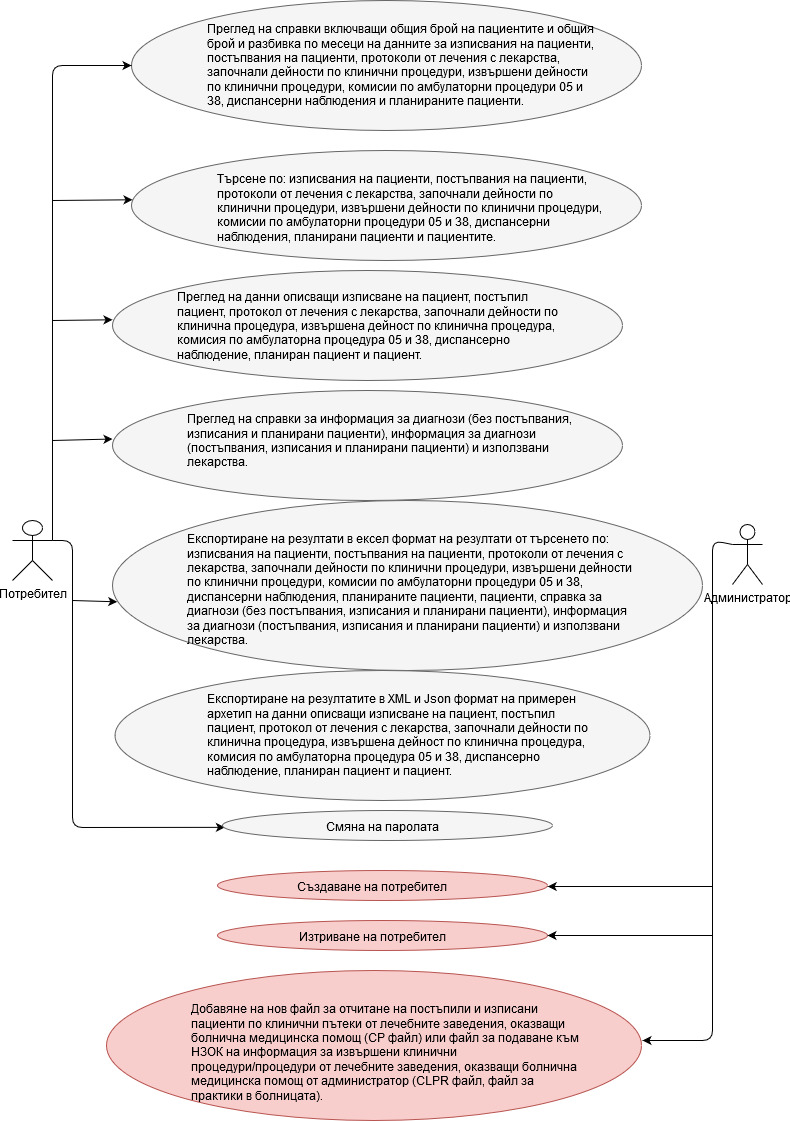 Преглед на справки включващи общия брой на пациентите и общия
брой и разбивка по месеци на данните за изписвания на пациенти,
постъпвания на пациенти, протоколи от лечения с лекарства,
започнали дейности по клинични процедури, извършени дейности
по клинични процедури, комисии по амбулаторни процедури 05 и
38, диспансерни наблюдения и планираните пациенти.
Търсене по: изписвания на пациенти, постъпвания на пациенти,
протоколи от лечения с лекарства, започнали дейности по
клинични процедури, извършени дейности по клинични процедури,
комисии по амбулаторни процедури 05 и 38, диспансерни
наблюдения, планирани пациенти и пациентите.
Преглед на данни описващи изписване на пациент, постъпил
пациент, протокол от лечения с лекарства, започнали дейности по
клинична процедура, извършена дейност по клинична процедура,
комисия по амбулаторна процедура 05 и 38, диспансерно
наблюдение, планиран пациент и пациент.
Преглед на справки за информация за диагнози (без постъпвания,
изписания и планирани пациенти), информация за диагнози
(постъпвания, изписания и планирани пациенти) и използвани
лекарства.
Експортиране на резултати в ексел формат на резултати от търсенето по:
изписвания на пациенти, постъпвания на пациенти, протоколи от лечения с
лекарства, започнали дейности по клинични процедури, извършени дейности
по клинични процедури, комисии по амбулаторни процедури 05 и 38,
диспансерни наблюдения, планираните пациенти, пациенти, справка за
диагнози (без постъпвания, изписания и планирани пациенти), информация
за диагнози (постъпвания, изписания и планирани пациенти) и използвани
лекарства.
Потребител
Администратор
Експортиране на резултатите в XML и Json формат на примерен
архетип на данни описващи изписване на пациент, постъпил
пациент, протокол от лечения с лекарства, започнали дейности по
клинична процедура, извършена дейност по клинична процедура,
комисия по амбулаторна процедура 05 и 38, диспансерно
наблюдение, планиран пациент и пациент.
Смяна на паролата
Създаване на потребител
Изтриване на потребител
Добавяне на нов файл за отчитане на постъпили и изписани
пациенти по клинични пътеки от лечебните заведения, оказващи
болнична медицинска помощ (CP файл) или файл за подаване към
НЗОК на информация за извършени клинични
процедури/процедури от лечебните заведения, оказващи болнична
медицинска помощ от администратор (CLPR файл, файл за
практики в болницата).